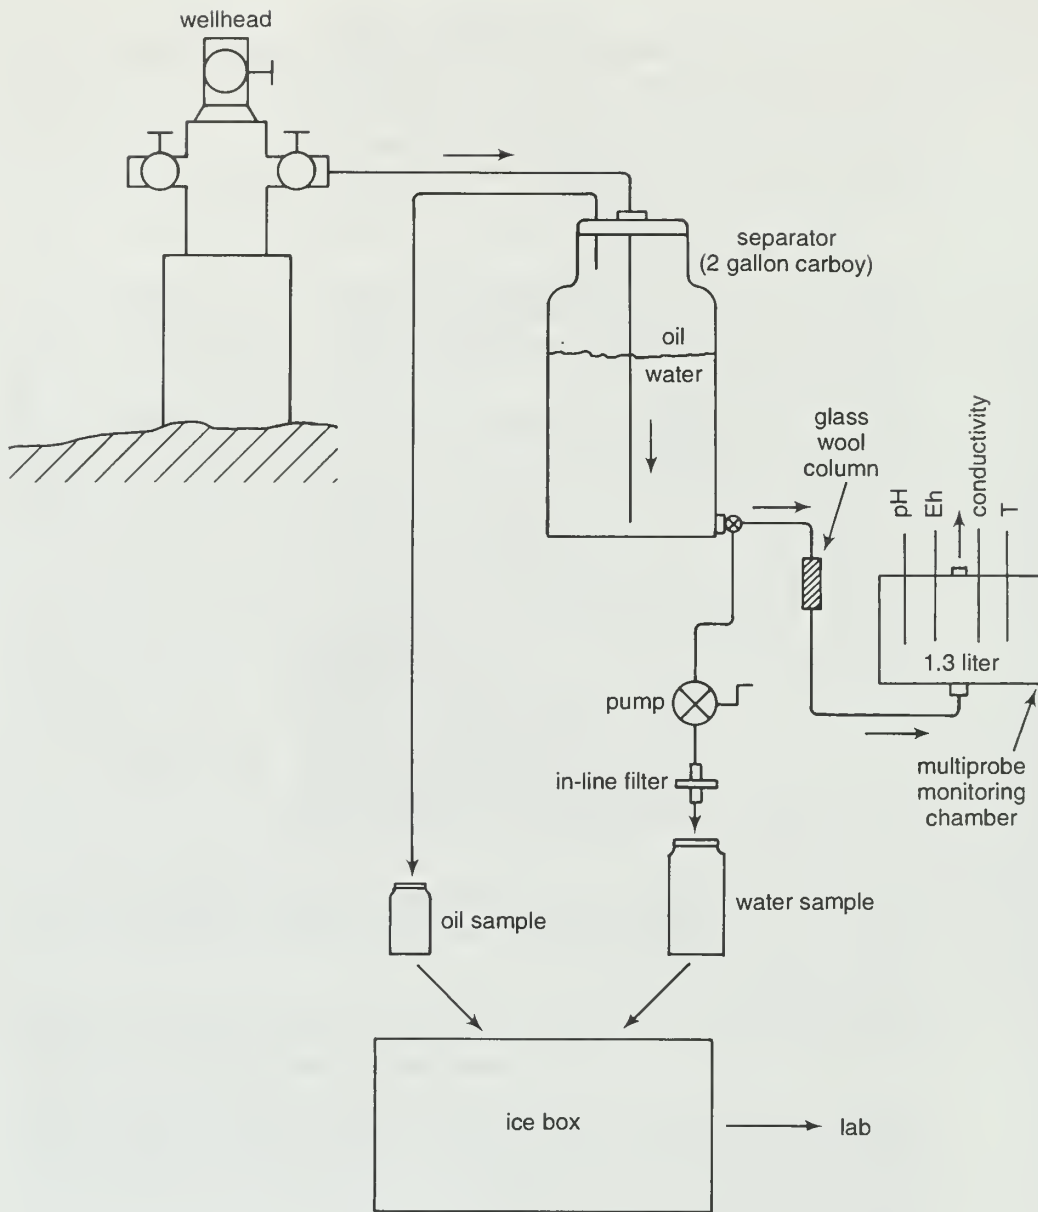 wellhead
separator
(2 gallon carboy)
oil
water
glass
wool
column
pH
Eh
conductivity
T
1.3 liter
pump
in-line filter
multiprobe
monitoring
chamber
oil sample
water sample
ice box
lab